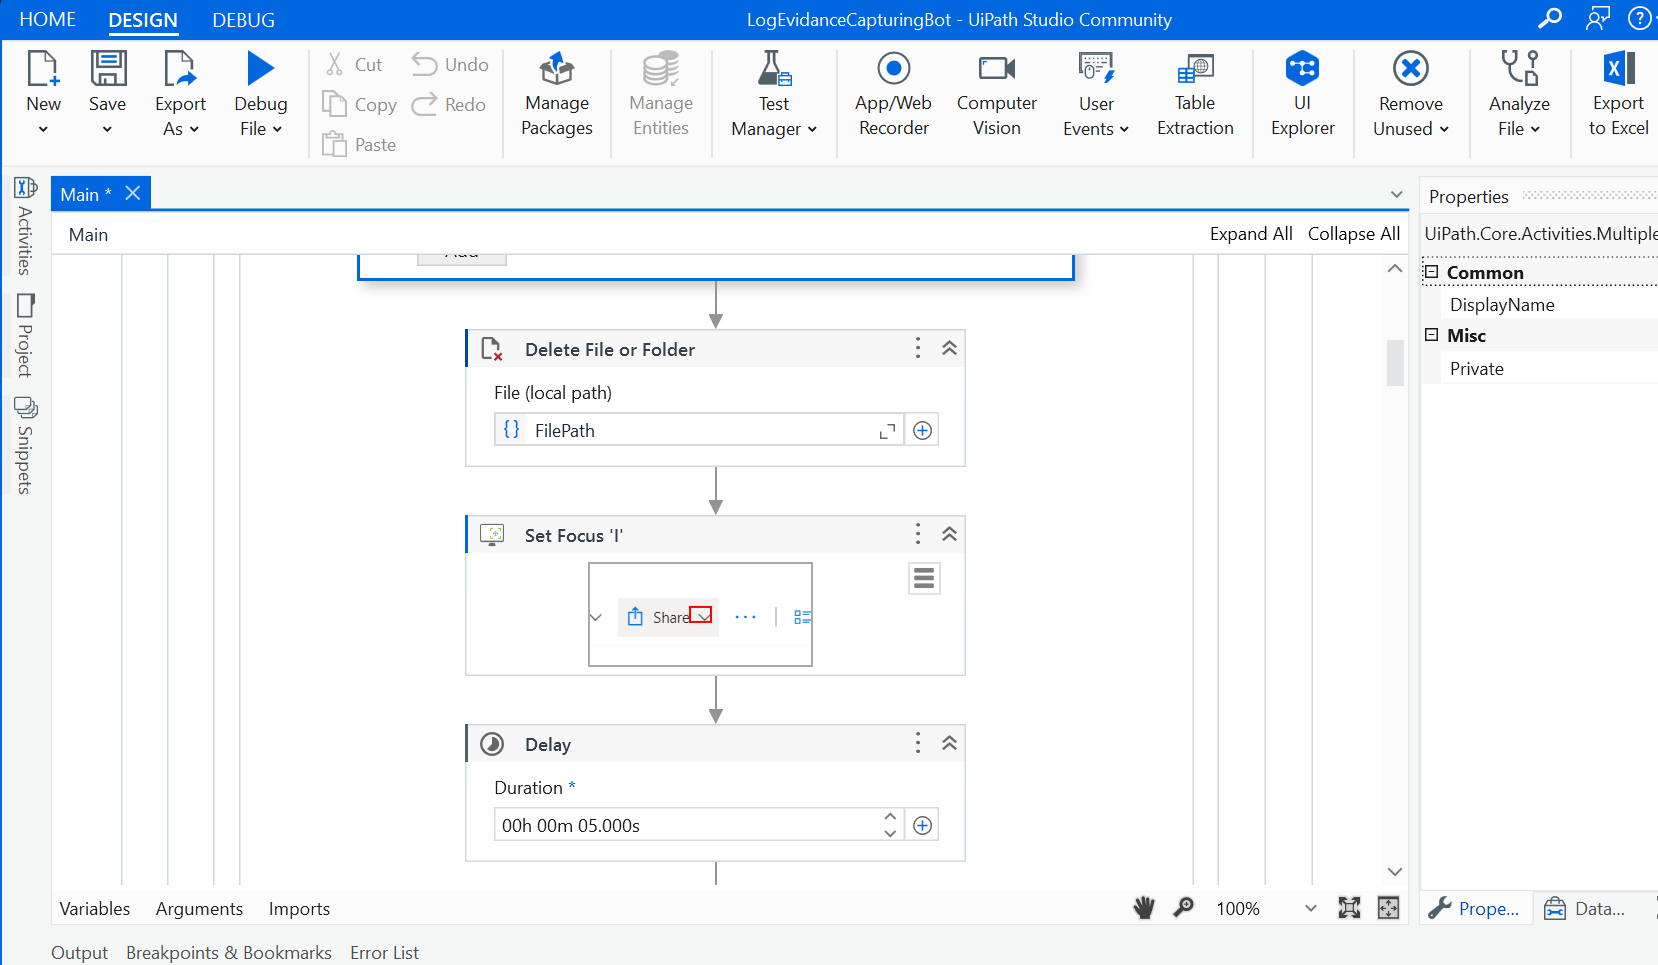 HOME DESIGN DEBUG LogEvidanceCapturingBot - UiPath Studio Community
New Save Export As Debug File Cut Copy Paste Undo Redo Manage Packages Manage Entities Test Manager App/Web Recorder Computer Vision User Events Table Extraction UI Explorer Remove Unused Analyze File Export to Excel
Activities
Project
Snippets
Main *
Main Expand All Collapse All
Add
Delete File or Folder
File (local path)
{} FilePath
Set Focus 'l'
Share
Delay
Duration *
00h 00m 05.000s
Variables Arguments Imports 100%
Output Breakpoints & Bookmarks Error List
Properties
UiPath.Core.Activities.Multiple
Common
DisplayName
Misc
Private
Prope... Data...